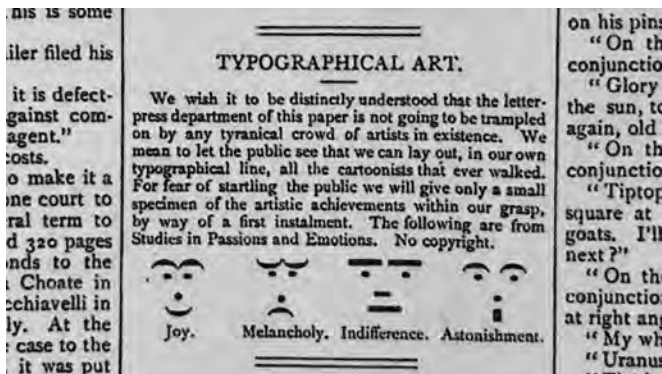 his is some
iler filed his
it is defect-
gainst com-
agent."
costs.
o make it a
one court to
ral term to
d 320 pages
onds to the
Choate in
cchiavelli in
ly. At the
case to the
it was put
TYPOGRAPHICAL ART.
We wish it to be distinctly understood that the letter-
press department of this paper is not going to be trampled
on by any tyranical crowd of artists in existence. We
mean to let the public see that we can lay out, in our own
typographical line, all the cartoonists that ever walked.
For fear of startling the public we will give only a small
specimen of the artistic achievements within our grasp,
by way of a first instalment. The following are from
Studies in Passions and Emotions. No copyright.
Joy. Melancholy. Indifference. Astonishment.
on his pins
"On th
conjunctio
"Glory
the sun, to
again, old
"On th
conjunctio
"Tiptop
square at
goats. I'll
next?"
"On th
conjunctio
at right ang
"My wh
"Uranus